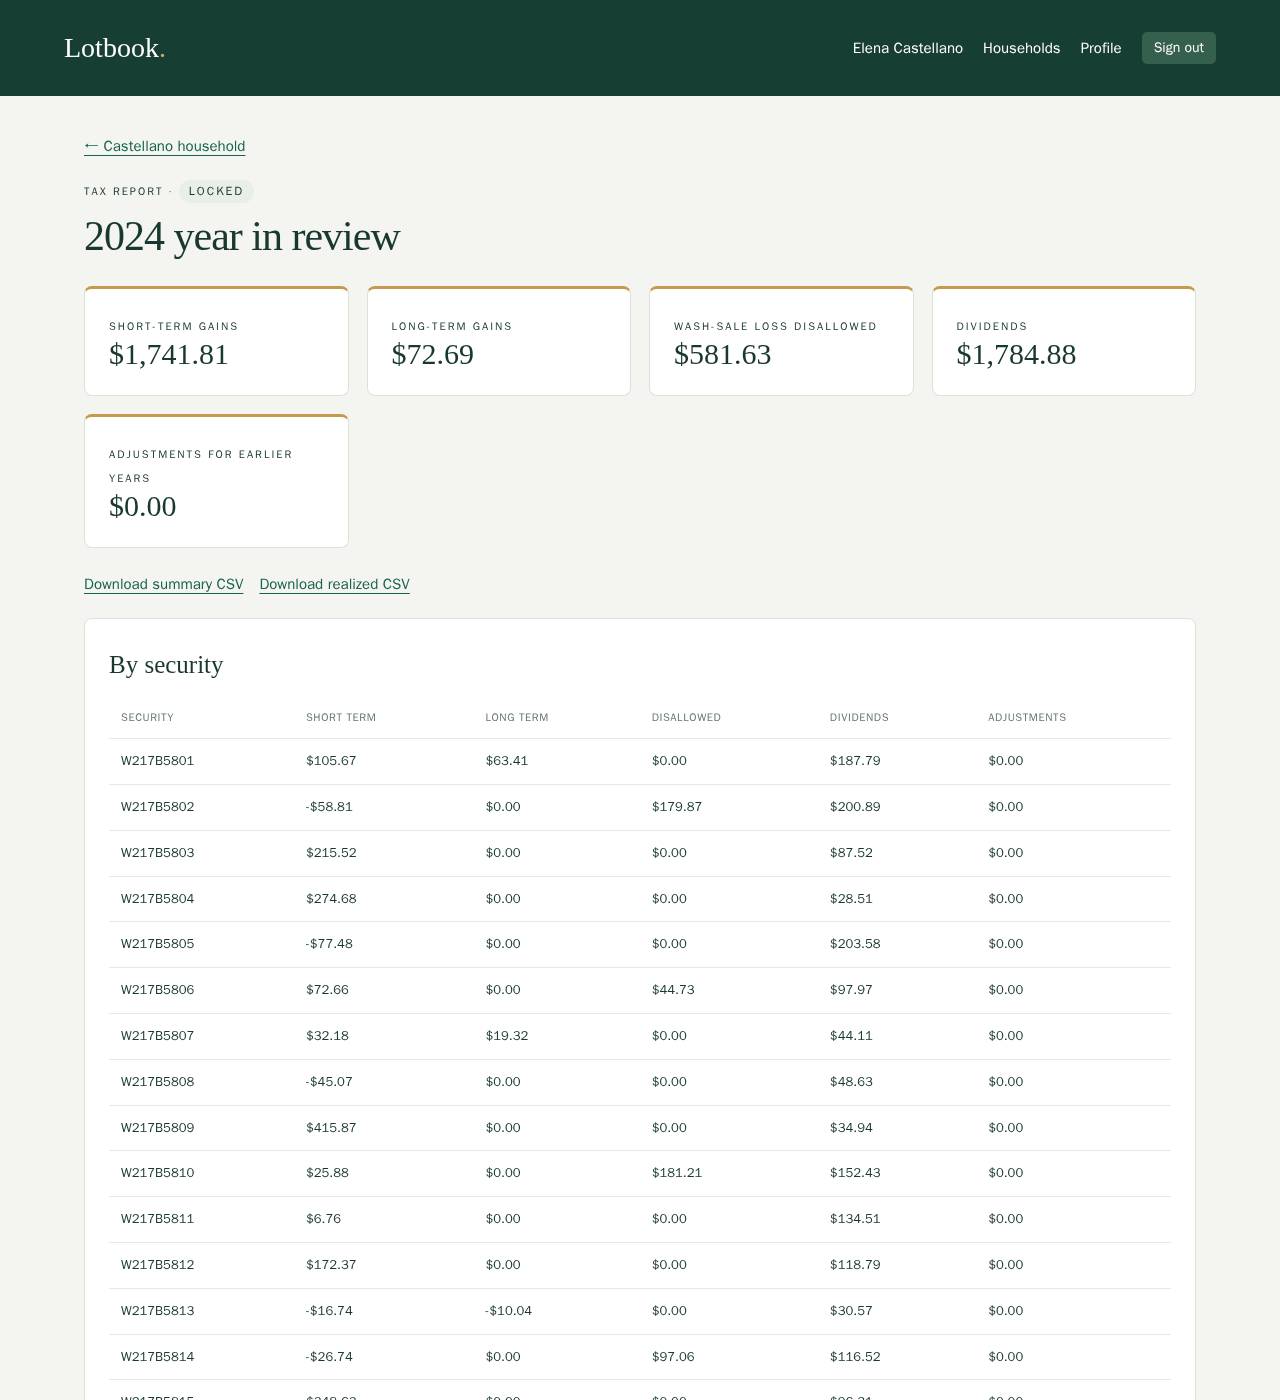 Lotbook.
Elena Castellano Households Profile Sign out
← Castellano household
TAX REPORT · LOCKED
2024 year in review
SHORT-TERM GAINS
$1,741.81
LONG-TERM GAINS
$72.69
WASH-SALE LOSS DISALLOWED
$581.63
DIVIDENDS
$1,784.88
ADJUSTMENTS FOR EARLIER
YEARS
$0.00
Download summary CSV Download realized CSV
By security
SECURITY SHORT TERM LONG TERM DISALLOWED DIVIDENDS ADJUSTMENTS
W217B5801 $105.67 $63.41 $0.00 $187.79 $0.00
W217B5802 -$58.81 $0.00 $179.87 $200.89 $0.00
W217B5803 $215.52 $0.00 $0.00 $87.52 $0.00
W217B5804 $274.68 $0.00 $0.00 $28.51 $0.00
W217B5805 -$77.48 $0.00 $0.00 $203.58 $0.00
W217B5806 $72.66 $0.00 $44.73 $97.97 $0.00
W217B5807 $32.18 $19.32 $0.00 $44.11 $0.00
W217B5808 -$45.07 $0.00 $0.00 $48.63 $0.00
W217B5809 $415.87 $0.00 $0.00 $34.94 $0.00
W217B5810 $25.88 $0.00 $181.21 $152.43 $0.00
W217B5811 $6.76 $0.00 $0.00 $134.51 $0.00
W217B5812 $172.37 $0.00 $0.00 $118.79 $0.00
W217B5813 -$16.74 -$10.04 $0.00 $30.57 $0.00
W217B5814 -$26.74 $0.00 $97.06 $116.52 $0.00